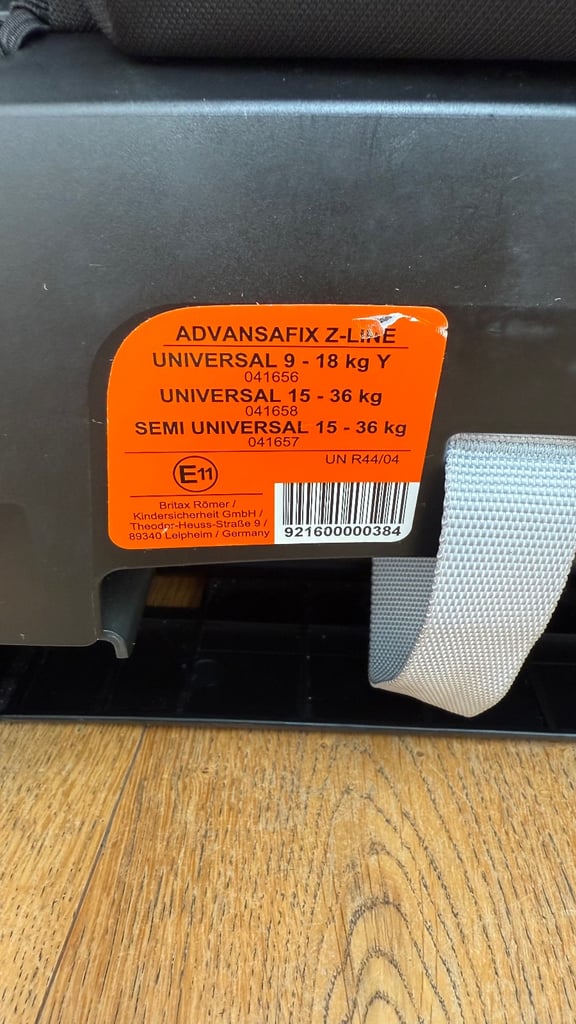 ADVANSAFIX Z-LINE
UNIVERSAL 9 - 18 kg Y
041656
UNIVERSAL 15 - 36 kg
041658
SEMI UNIVERSAL 15 - 36 kg
041657
UN R44/04
E11
Britax Römer /
Kindersicherheit GmbH /
Theodor-Heuss-Straße 9 /
89340 Leipheim / Germany
921600000384